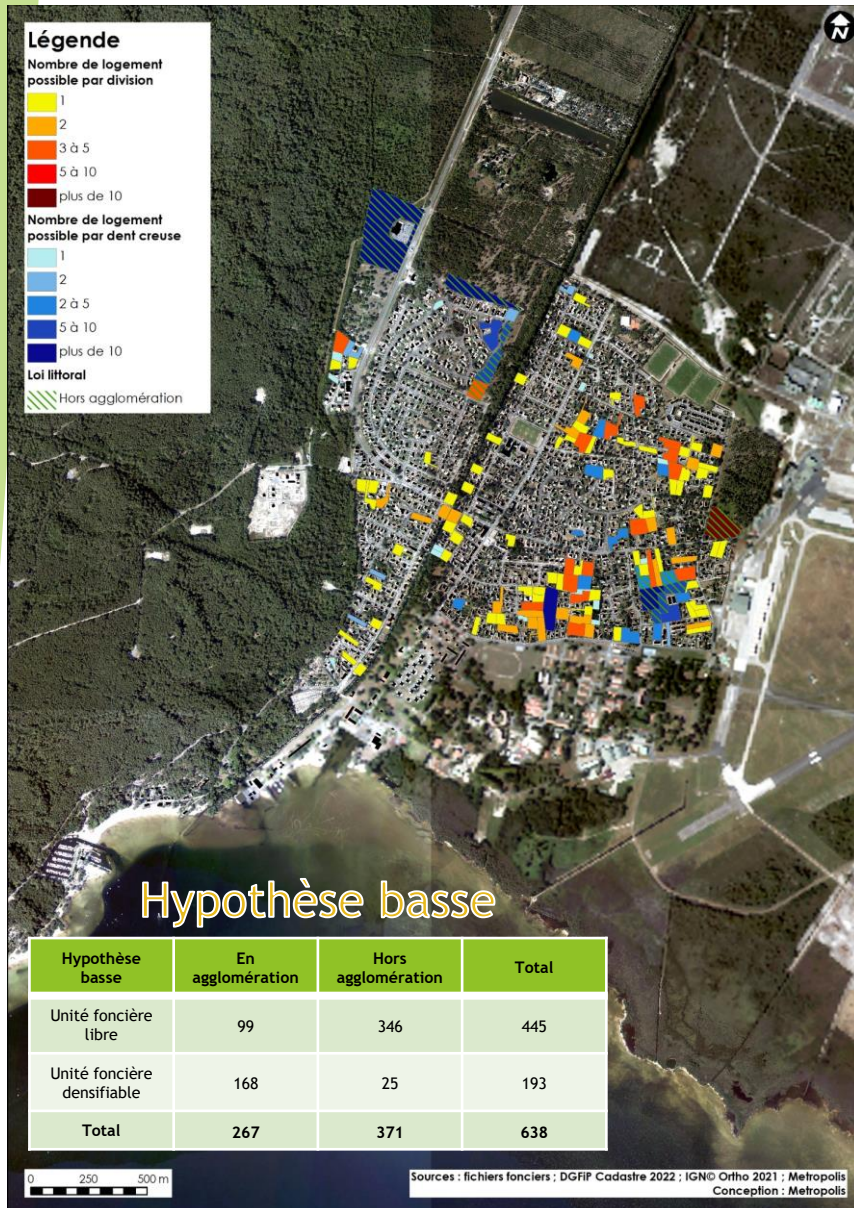 N
Légende
Nombre de logement
possible par division
1
2
3 à 5
5 à 10
plus de 10
Nombre de logement
possible par dent creuse
1
2
2 à 5
5 à 10
plus de 10
Loi littoral
Hors agglomération
Hypothèse basse
Hypothèse basse En agglomération Hors agglomération Total
Unité foncière libre 99 346 445
Unité foncière densifiable 168 25 193
Total 267 371 638
0 250 500 m
Sources : fichiers fonciers ; DGFiP Cadastre 2022 ; IGN© Ortho 2021 ; Metropolis
Conception : Metropolis